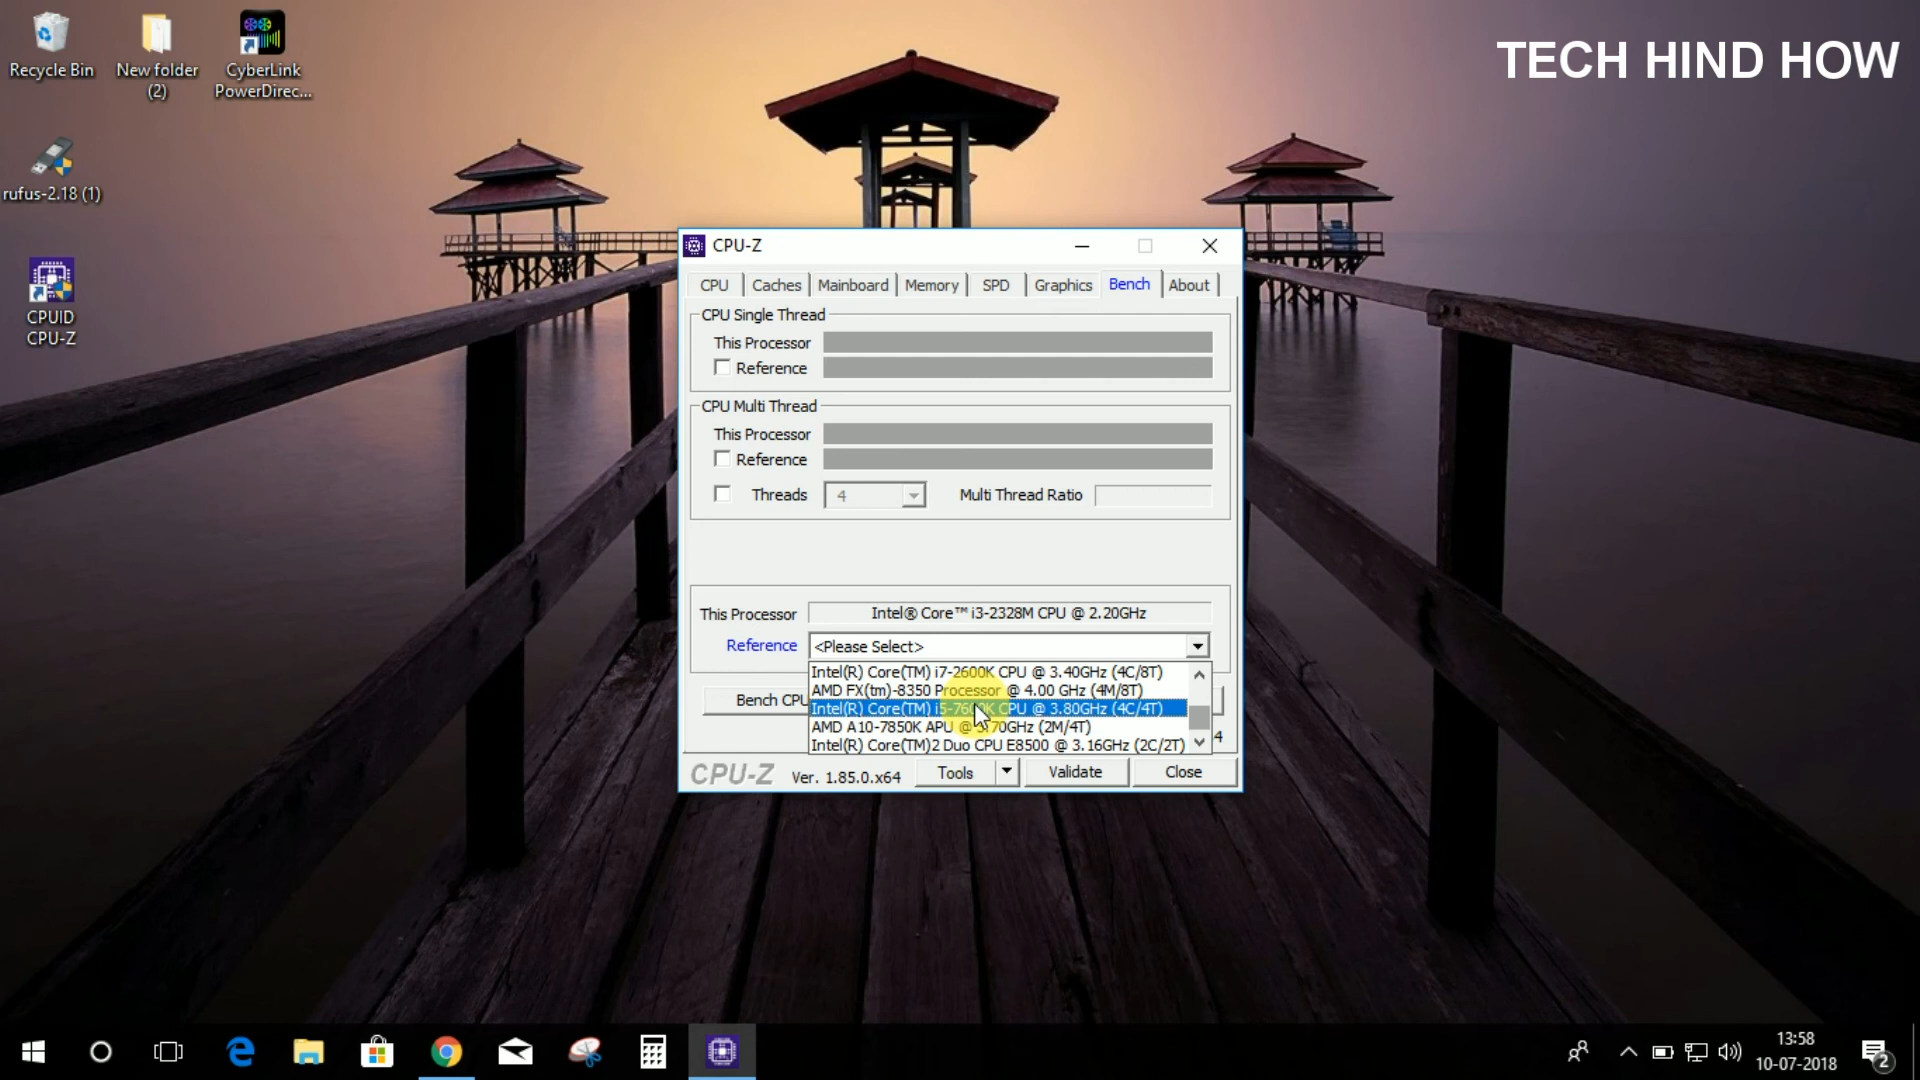 TECH HIND HOW
Recycle Bin
New folder
(2)
CyberLink
PowerDirec...
rufus-2.18 (1)
CPUID
CPU-Z
CPU-Z
CPU
Caches
Mainboard
Memory
SPD
Graphics
Bench
About
CPU Single Thread
This Processor
Reference
CPU Multi Thread
This Processor
Reference
Threads
4
Multi Thread Ratio
This Processor
Intel® Core™ i3-2328M CPU @ 2.20GHz
Reference
<Please Select>
Intel(R) Core(TM) i7-2600K CPU @ 3.40GHz (4C/8T)
AMD FX(tm)-8350 Processor @ 4.00 GHz (4M/8T)
Intel(R) Core(TM) i5-7600K CPU @ 3.80GHz (4C/4T)
AMD A10-7850K APU @ 3.70GHz (2M/4T)
Intel(R) Core(TM)2 Duo CPU E8500 @ 3.16GHz (2C/2T)
Bench CPU
4
CPU-Z
Ver. 1.85.0.x64
Tools
Validate
Close
13:58
10-07-2018
2